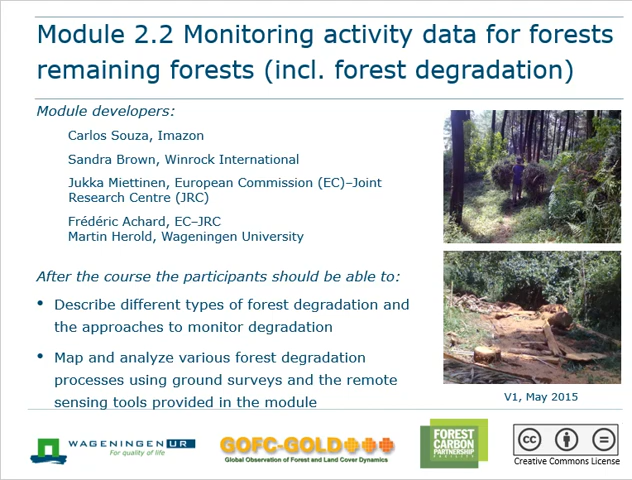 Module 2.2 Monitoring activity data for forests
remaining forests (incl. forest degradation)
Module developers:
Carlos Souza, Imazon
Sandra Brown, Winrock International
Jukka Miettinen, European Commission (EC)–Joint
Research Centre (JRC)
Frédéric Achard, EC–JRC
Martin Herold, Wageningen University
After the course the participants should be able to:
• Describe different types of forest degradation and
the approaches to monitor degradation
• Map and analyze various forest degradation
processes using ground surveys and the remote
sensing tools provided in the module
V1, May 2015
WAGENINGEN UR
For quality of life
GOFC-GOLD
Global Observation of Forest and Land Cover Dynamics
FOREST
CARBON
PARTNERSHIP
FACILITY
cc
Creative Commons License